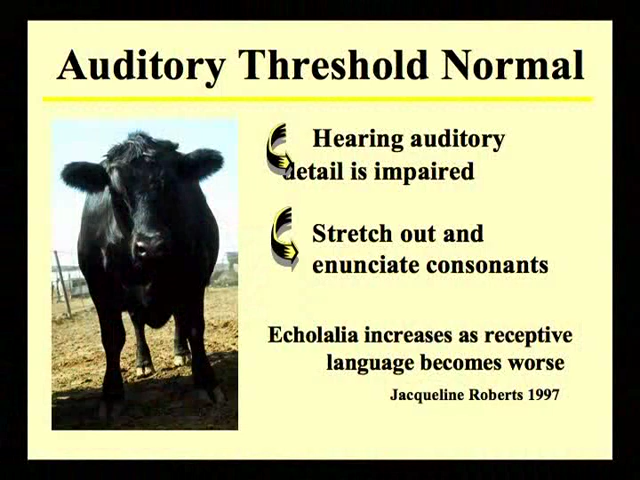 Auditory Threshold Normal
Hearing auditory
detail is impaired
Stretch out and
enunciate consonants
Echolalia increases as receptive
language becomes worse
Jacqueline Roberts 1997